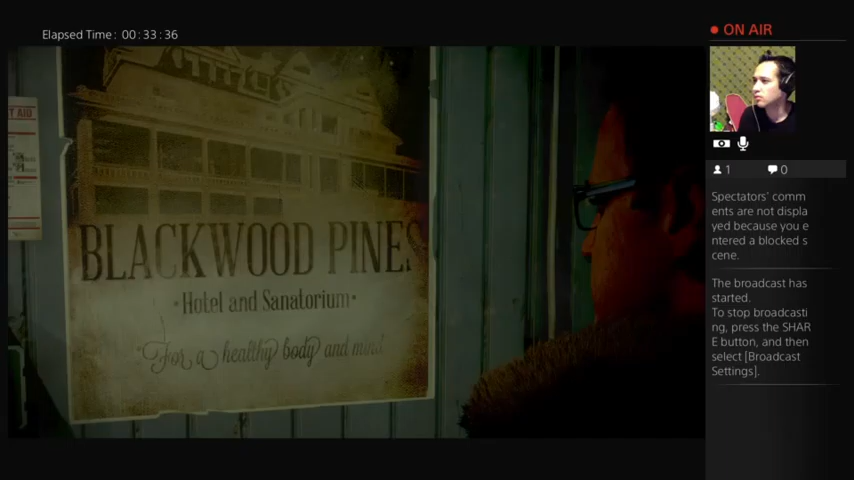 Elapsed Time: 00:33:36
ON AIR
T AID
BLACKWOOD PINES
•Hotel and Sanatorium•
For a healthy body and mind
1
0
Spectators' comm
ents are not displa
yed because you e
ntered a blocked s
cene.
The broadcast has
started.
To stop broadcasti
ng, press the SHAR
E button, and then
select [Broadcast
Settings].